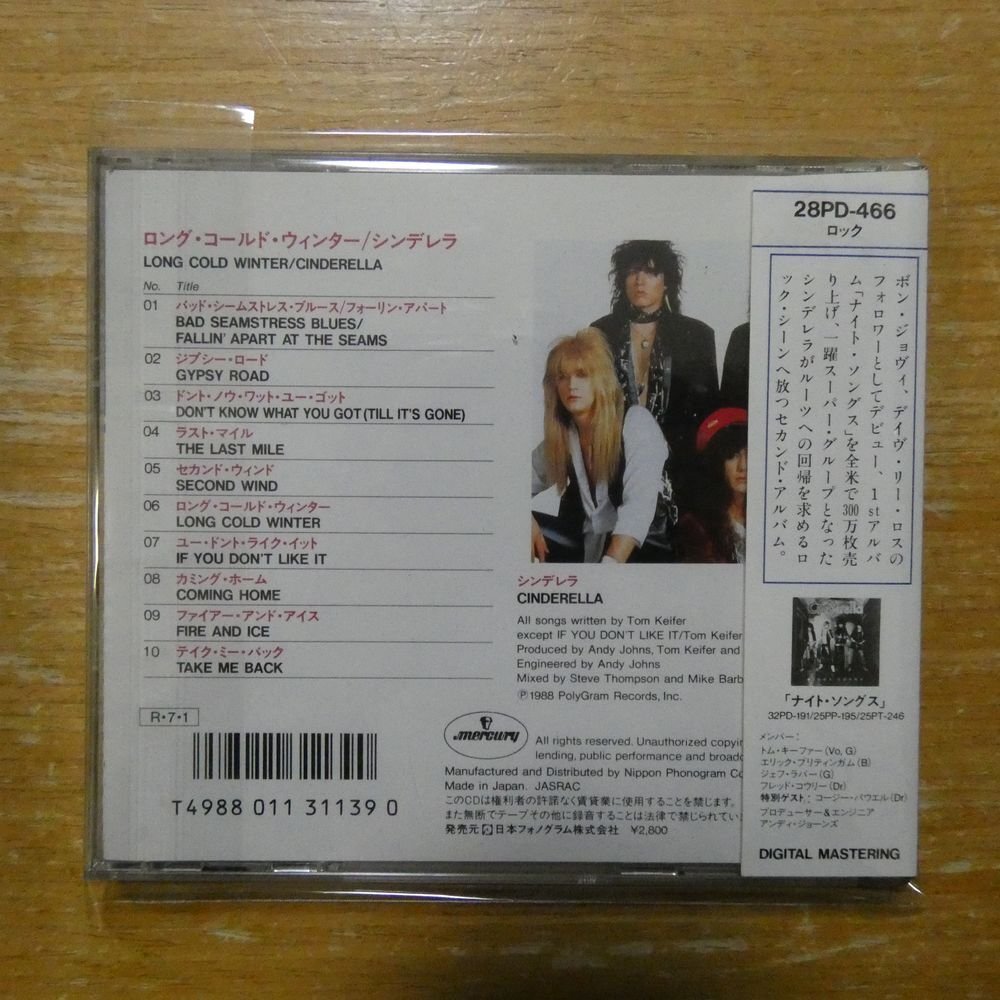 ロング・コールド・ウィンター/シンデレラ
LONG COLD WINTER/CINDERELLA
No. Title
01 バッド・シームストレス・ブルース/フォーリン・アパート
BAD SEAMSTRESS BLUES/
FALLIN' APART AT THE SEAMS
02 ジプシー・ロード
GYPSY ROAD
03 ドント・ノウ・ワット・ユー・ゴット
DON'T KNOW WHAT YOU GOT (TILL IT'S GONE)
04 ラスト・マイル
THE LAST MILE
05 セカンド・ウィンド
SECOND WIND
06 ロング・コールド・ウィンター
LONG COLD WINTER
07 ユー・ドント・ライク・イット
IF YOU DON'T LIKE IT
08 カミング・ホーム
COMING HOME
09 ファイアー・アンド・アイス
FIRE AND ICE
10 テイク・ミー・バック
TAKE ME BACK
R・7・1
T4988 011 31139 0
シンデレラ
CINDERELLA
All songs written by Tom Keifer
except IF YOU DON'T LIKE IT/Tom Keifer
Produced by Andy Johns, Tom Keifer and
Engineered by Andy Johns
Mixed by Steve Thompson and Mike Barb
Ⓟ1988 PolyGram Records, Inc.
mercury
All rights reserved. Unauthorized copyin
lending, public performance and broadc
Manufactured and Distributed by Nippon Phonogram Co
Made in Japan. JASRAC
このCDは権利者の許諾なく賃貸業に使用することを禁じます。
また無断でテープその他に録音することは法律で禁じられてい
発売元 日本フォノグラム株式会社 ¥2,800
28PD-466
ロック
ボン・ジョヴィ、デイヴ・リー・ロスの
フォロワーとしてデビュー、1stアルバ
ム「ナイト・ソングス」を全米で300万枚売
り上げ、一躍スーパー・グループとなった
シンデレラがルーツへの回帰を求めるロ
ック・シーンへ放つセカンド・アルバム。
Cinderella
NIGHT SONGS
「ナイト・ソングス」
32PD-191/25PP-195/25PT-246
メンバー:
トム・キーファー(Vo, G)
エリック・ブリティンガム(B)
ジェフ・ラバー(G)
フレッド・コウリー(Dr)
特別ゲスト: コージー・パウエル(Dr)
プロデューサー&エンジニア
アンディ・ジョーンズ
DIGITAL MASTERING